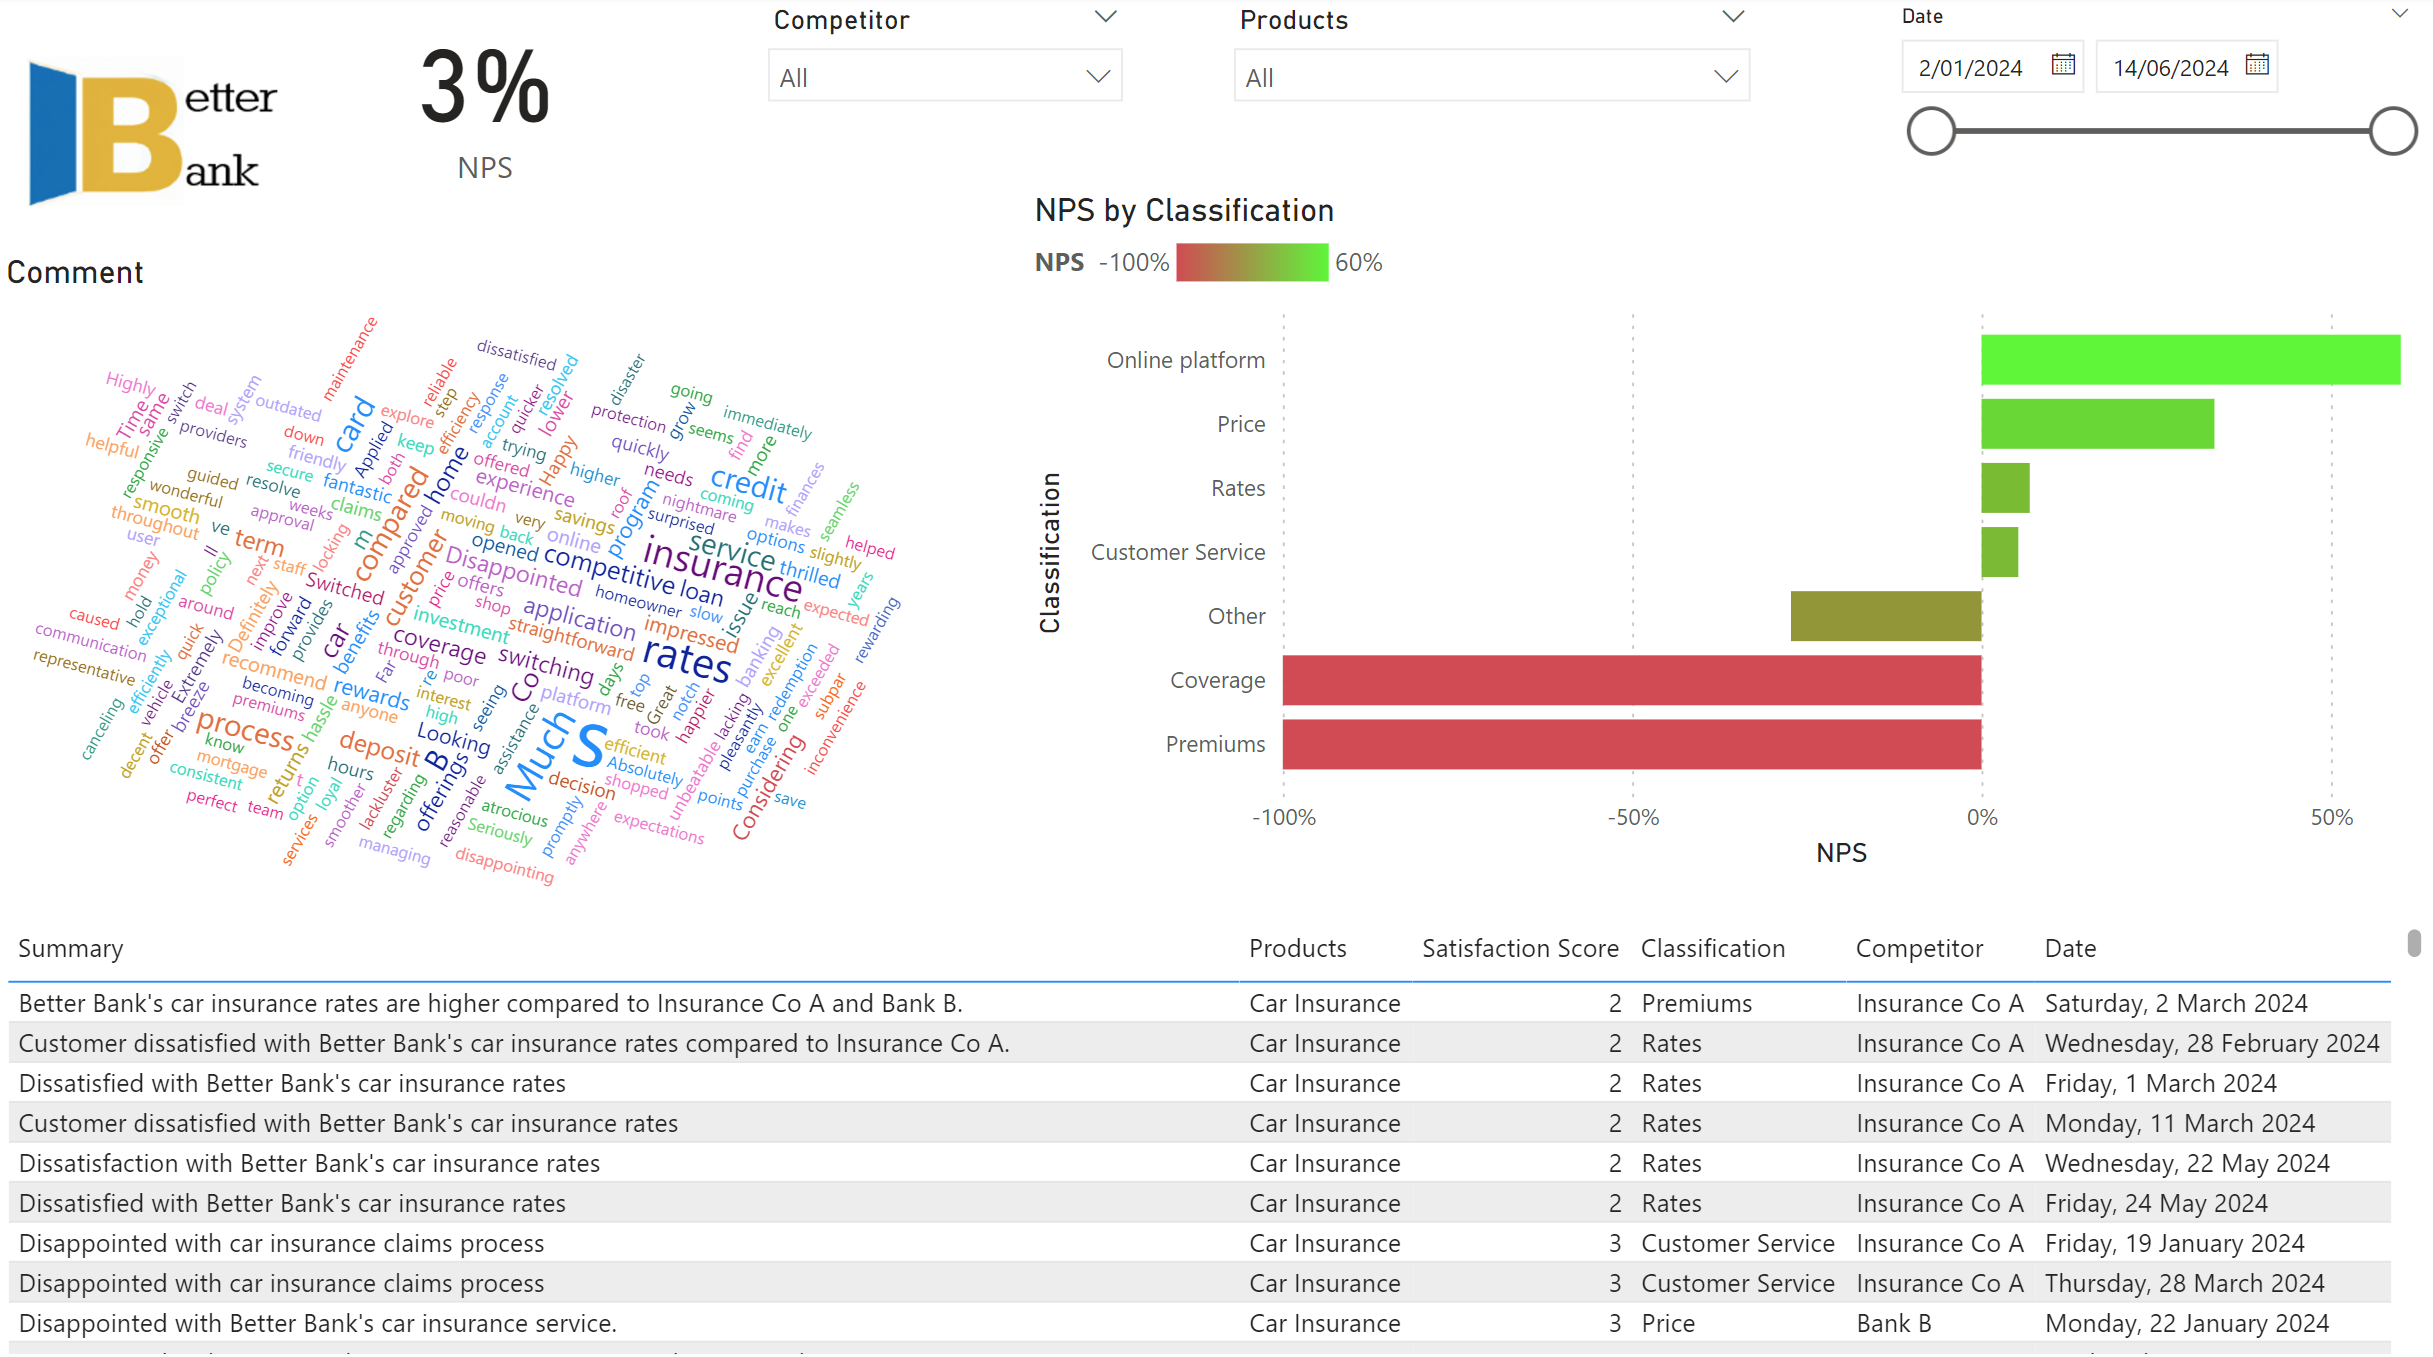 Competitor
Products
Date
Better
Bank
3%
NPS
All
All
2/01/2024
14/06/2024
NPS by Classification
NPS -100% 60%
Comment
maintenance
dissatisfied
resolved
disaster
Highly
Time
same
switch
deal
system
outdated
card
explore
reliable
step
efficiency
response
account
quicker
lower
protection
going
grow
seems
immediately
find
more
helpful
responsive
providers
down
friendly
secure
Applied
both
keep
home
offered
trying
Happy
quickly
needs
higher
credit
coming
finances
seamless
guided
wonderful
resolve
fantastic
claims
weeks
approval
compared
approved
experience
couldn
roof
program
nightmare
surprised
makes
options
slightly
helped
smooth
throughout
user
ve
ll
term
locking
m
moving
very
back
savings
online
opened
service
insurance
thrilled
years
money
policy
next
staff
Switched
customer
price
Disappointed
offers
competitive
loan
homeowner
slow
issue
reach
expected
rewarding
caused
hold
exceptional
around
Definitely
improve
forward
provides
car
benefits
investment
shop
application
straightforward
impressed
communication
representative
efficiently
quick
Extremely
recommend
coverage
through
Far
re
poor
switching
Co
rates
days
banking
excellent
redemption
exceeded
canceling
vehicle
breeze
becoming
premiums
hassle
rewards
anyone
interest
high
seeing
platform
free
top
Great
notch
happier
lacking
pleasantly
earn
one
subpar
inconvenience
decent
offer
process
know
mortgage
consistent
t
returns
deposit
hours
Looking
B
offerings
assistance
Much
s
efficient
took
Absolutely
shopped
unbeatable
purchase
Considering
perfect
team
option
loyal
services
smoother
lackluster
regarding
managing
reasonable
atrocious
Seriously
disappointing
decision
promptly
anywhere
expectations
points
save
Online platform
Price
Rates
Customer Service
Other
Coverage
Premiums
Classification
-100% -50% 0% 50%
NPS
Summary Products Satisfaction Score Classification Competitor Date
Better Bank's car insurance rates are higher compared to Insurance Co A and Bank B. Car Insurance 2 Premiums Insurance Co A Saturday, 2 March 2024
Customer dissatisfied with Better Bank's car insurance rates compared to Insurance Co A. Car Insurance 2 Rates Insurance Co A Wednesday, 28 February 2024
Dissatisfied with Better Bank's car insurance rates Car Insurance 2 Rates Insurance Co A Friday, 1 March 2024
Customer dissatisfied with Better Bank's car insurance rates Car Insurance 2 Rates Insurance Co A Monday, 11 March 2024
Dissatisfaction with Better Bank's car insurance rates Car Insurance 2 Rates Insurance Co A Wednesday, 22 May 2024
Dissatisfied with Better Bank's car insurance rates Car Insurance 2 Rates Insurance Co A Friday, 24 May 2024
Disappointed with car insurance claims process Car Insurance 3 Customer Service Insurance Co A Friday, 19 January 2024
Disappointed with car insurance claims process Car Insurance 3 Customer Service Insurance Co A Thursday, 28 March 2024
Disappointed with Better Bank's car insurance service. Car Insurance 3 Price Bank B Monday, 22 January 2024